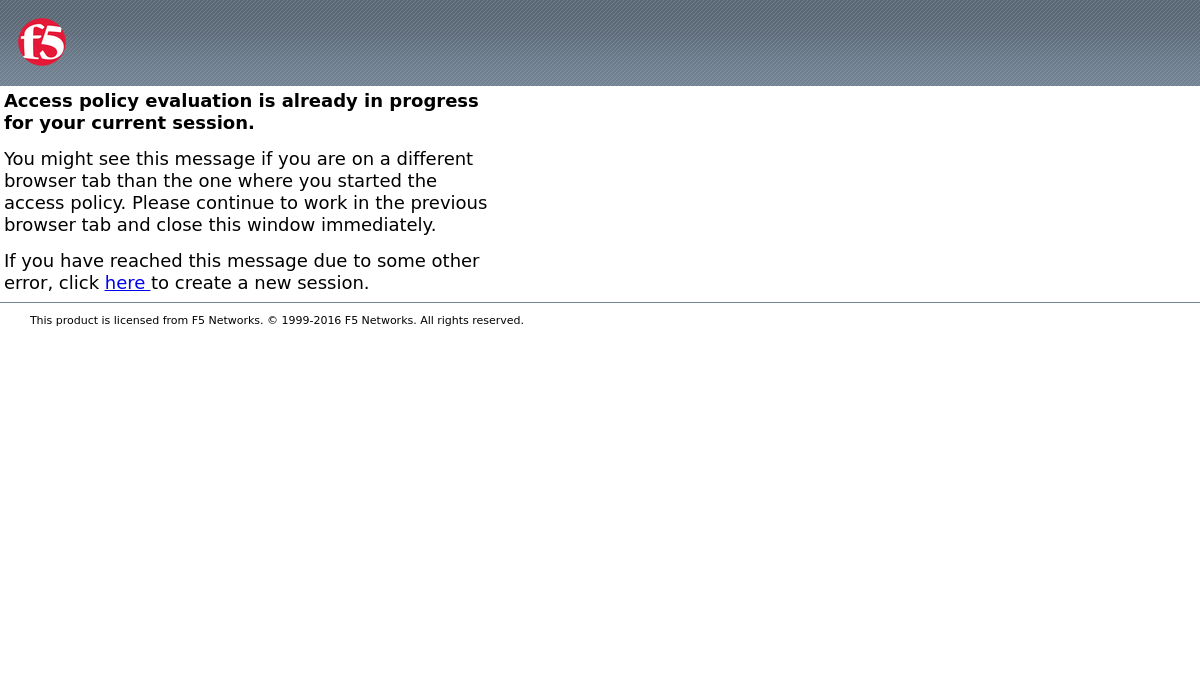 f5
Access policy evaluation is already in progress
for your current session.
You might see this message if you are on a different
browser tab than the one where you started the
access policy. Please continue to work in the previous
browser tab and close this window immediately.
If you have reached this message due to some other
error, click here to create a new session.
This product is licensed from F5 Networks. © 1999-2016 F5 Networks. All rights reserved.